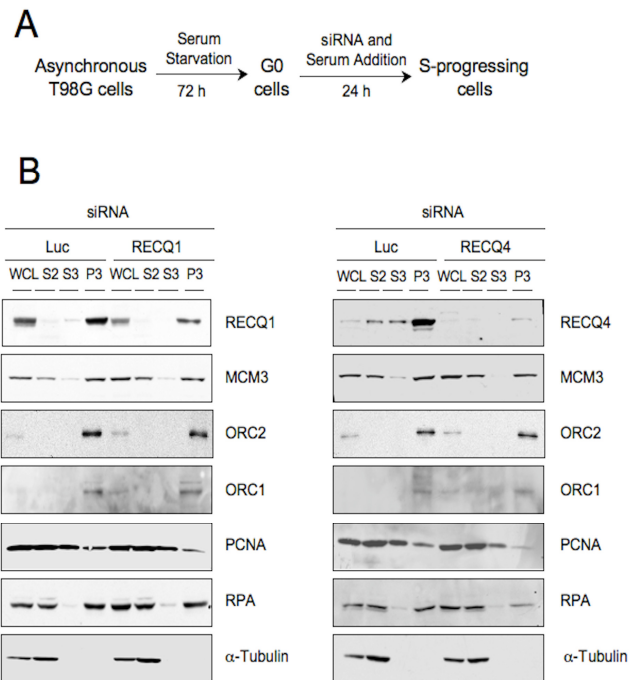 A
Asynchronous
T98G cells
Serum
Starvation
72 h
G0
cells
siRNA and
Serum Addition
24 h
S-progressing
cells
B
siRNA
Luc RECQ1
WCL S2 S3 P3 WCL S2 S3 P3
RECQ1
MCM3
ORC2
ORC1
PCNA
RPA
α-Tubulin
siRNA
Luc RECQ4
WCL S2 S3 P3 WCL S2 S3 P3
RECQ4
MCM3
ORC2
ORC1
PCNA
RPA
α-Tubulin